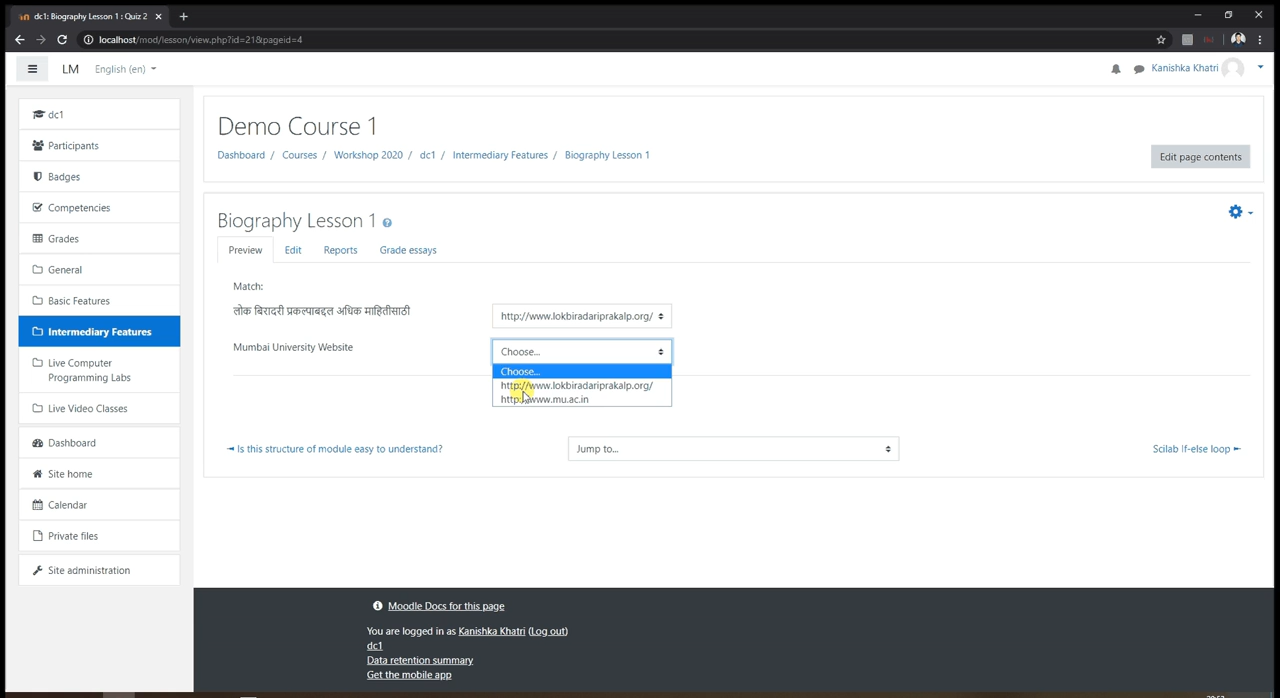 dc1: Biography Lesson 1 : Quiz 2
localhost/mod/lesson/view.php?id=21&pageid=4
LM English (en)
Kanishka Khatri
dc1
Participants
Badges
Competencies
Grades
General
Basic Features
Intermediary Features
Live Computer
Programming Labs
Live Video Classes
Dashboard
Site home
Calendar
Private files
Site administration
Demo Course 1
Dashboard / Courses / Workshop 2020 / dc1 / Intermediary Features / Biography Lesson 1
Edit page contents
Biography Lesson 1
Preview Edit Reports Grade essays
Match:
लोक बिरादरी प्रकल्पाबद्दल अधिक माहितीसाठी
http://www.lokbiradariprakalp.org/
Mumbai University Website
Choose...
Choose...
http://www.lokbiradariprakalp.org/
http://www.mu.ac.in
◄ Is this structure of module easy to understand?
Jump to...
Scilab If-else loop ►
Moodle Docs for this page
You are logged in as Kanishka Khatri (Log out)
dc1
Data retention summary
Get the mobile app